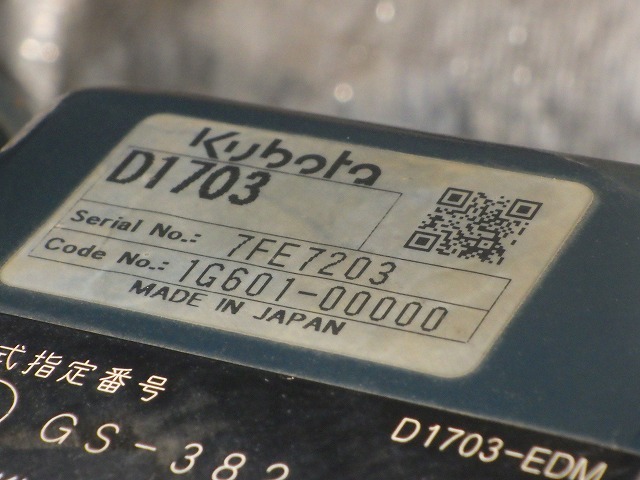 Kubota
D1703
Serial No.: 7FE7203
Code No.: 1G601-00000
MADE IN JAPAN
式指定番号
GS-382
D1703-EDM